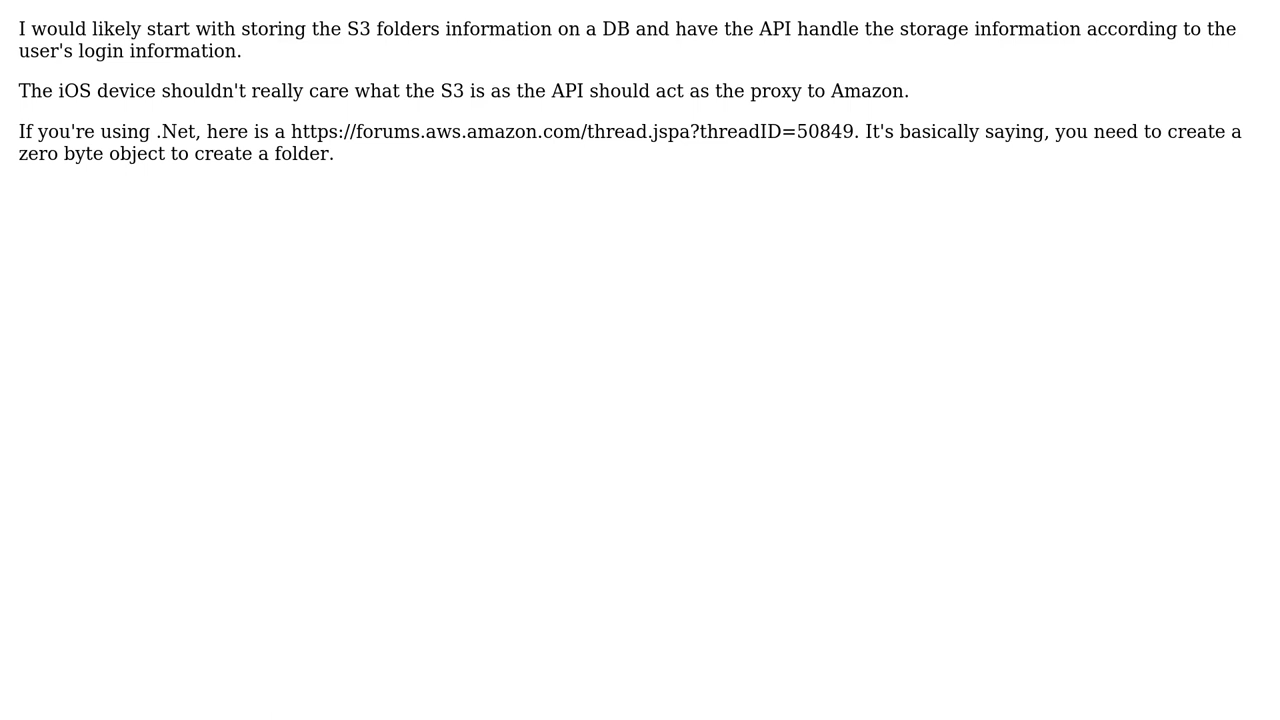 I would likely start with storing the S3 folders information on a DB and have the API handle the storage information according to the
user's login information.
The iOS device shouldn't really care what the S3 is as the API should act as the proxy to Amazon.
If you're using .Net, here is a https://forums.aws.amazon.com/thread.jspa?threadID=50849. It's basically saying, you need to create a
zero byte object to create a folder.